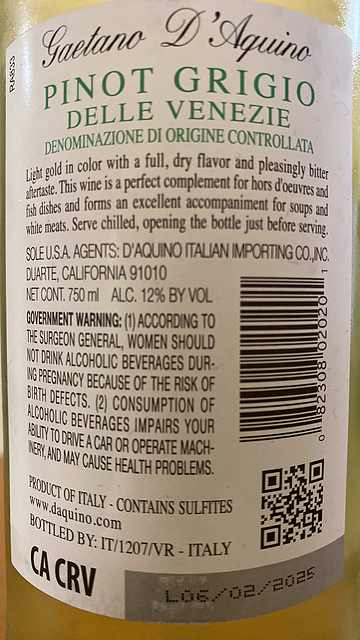 RA833
Gaetano D'Aquino
PINOT GRIGIO
DELLE VENEZIE
DENOMINAZIONE DI ORIGINE CONTROLLATA
Light gold in color with a full, dry flavor and pleasingly bitter
aftertaste. This wine is a perfect complement for hors d'oeuvres and
fish dishes and forms an excellent accompaniment for soups and
white meats. Serve chilled, opening the bottle just before serving.
SOLE U.S.A. AGENTS: D'AQUINO ITALIAN IMPORTING CO.,INC.
DUARTE, CALIFORNIA 91010
NET CONT. 750 ml ALC. 12% BY VOL
GOVERNMENT WARNING: (1) ACCORDING TO
THE SURGEON GENERAL, WOMEN SHOULD
NOT DRINK ALCOHOLIC BEVERAGES DUR-
ING PREGNANCY BECAUSE OF THE RISK OF
BIRTH DEFECTS. (2) CONSUMPTION OF
ALCOHOLIC BEVERAGES IMPAIRS YOUR
ABILITY TO DRIVE A CAR OR OPERATE MACH-
INERY, AND MAY CAUSE HEALTH PROBLEMS.
0 82308 02020 1
PRODUCT OF ITALY - CONTAINS SULFITES
www.daquino.com
BOTTLED BY: IT/1207/VR - ITALY
CA CRV
L06/02/2025